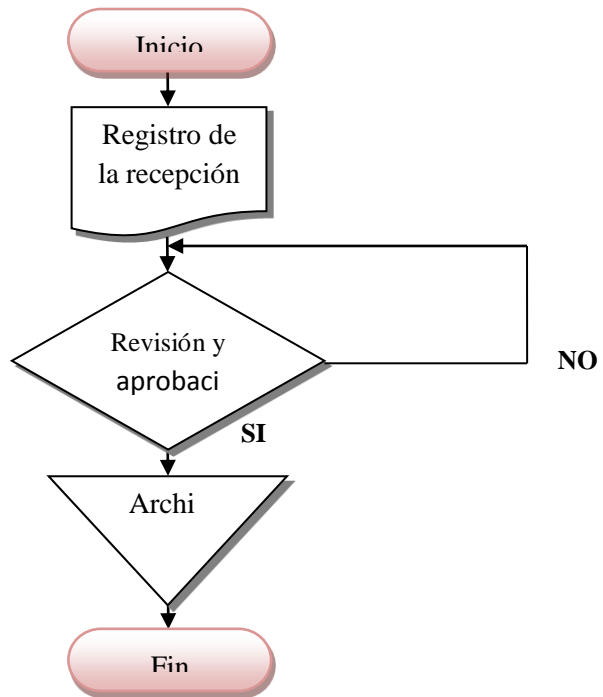 Inicio
Registro de
la recepción
Revisión y
aprobaci
NO
SI
Archi
Fin